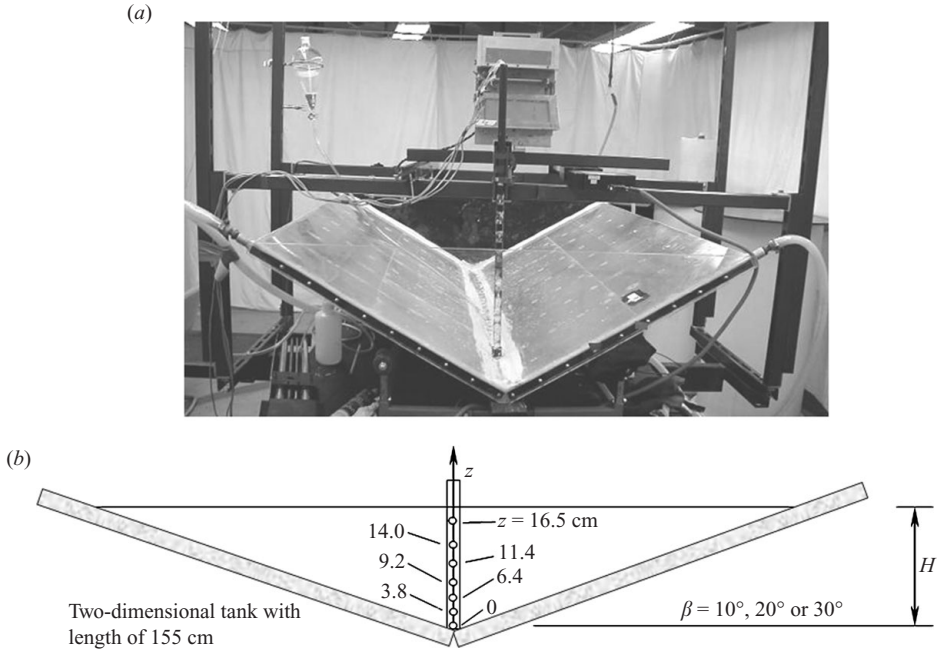 (a)
(b)
z
z = 16.5 cm
14.0
11.4
9.2
6.4
3.8
0
H
β = 10°, 20° or 30°
Two-dimensional tank with
length of 155 cm